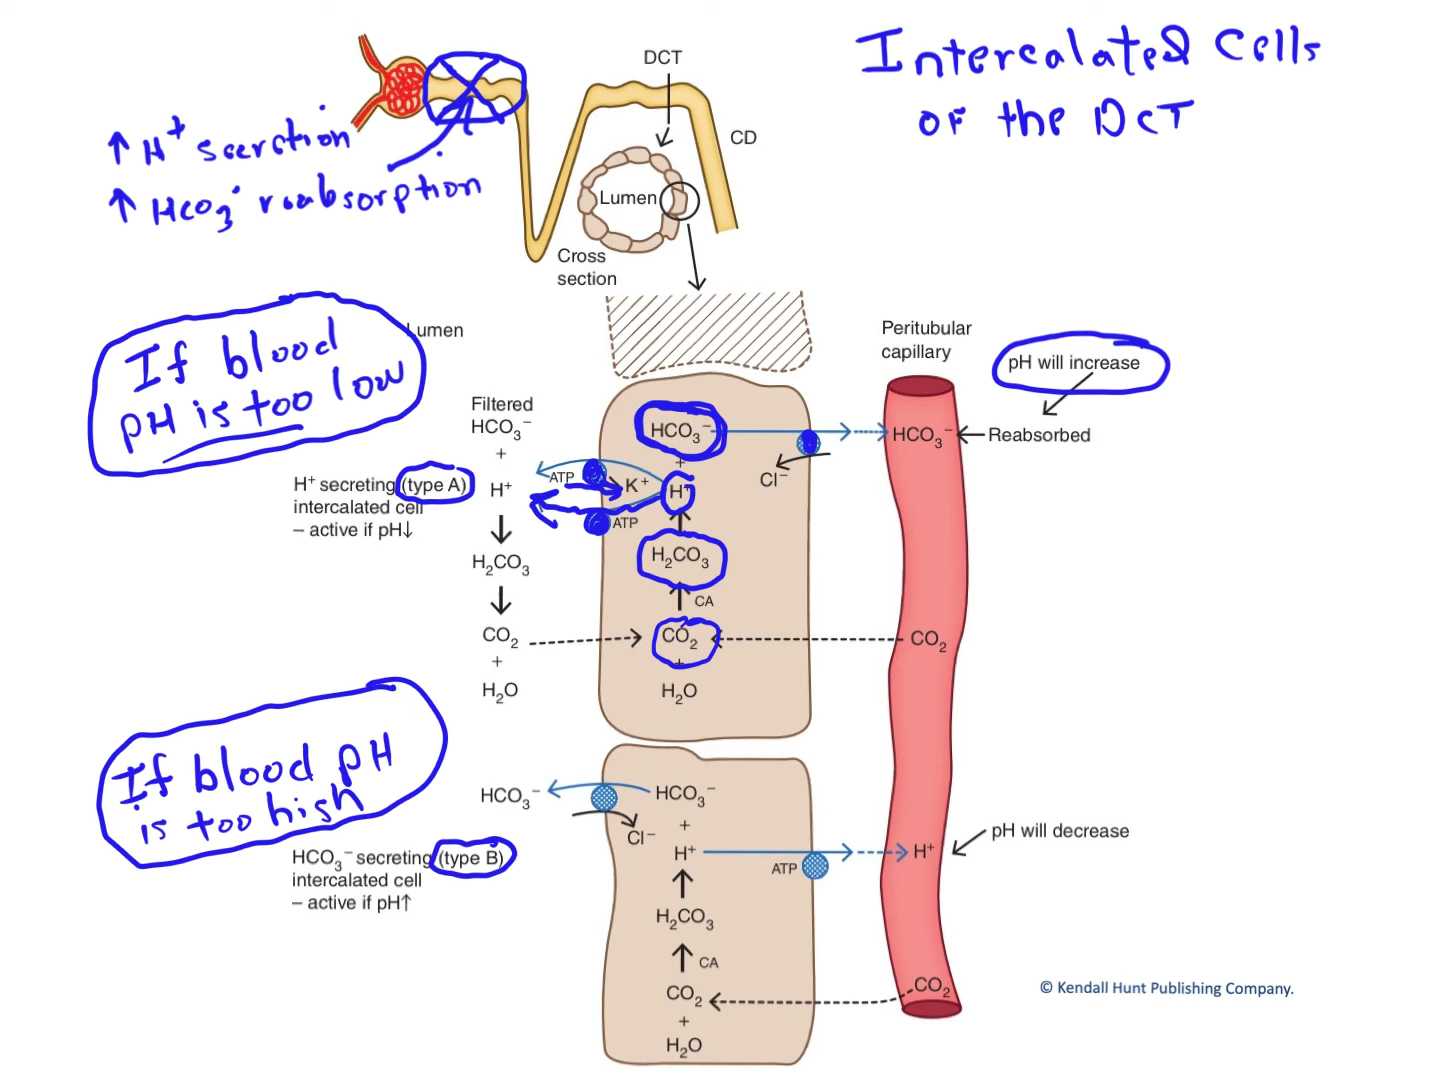 Intercalated Cells
of the DCT
DCT
CD
Lumen
Cross
section
↑ H⁺ secretion
↑ HCO₃⁻ reabsorption
If blood
pH is too low
Lumen
Filtered
HCO₃⁻
+
H⁺
H₂CO₃
CO₂
+
H₂O
H⁺ secreting (type A)
intercalated cell
– active if pH↓
ATP
K⁺
ATP
HCO₃⁻
+
H⁺
H₂CO₃
CA
CO₂
+
H₂O
Cl⁻
Peritubular
capillary
pH will increase
HCO₃⁻
Reabsorbed
CO₂
If blood pH
is too high
HCO₃⁻ secreting (type B)
intercalated cell
– active if pH↑
HCO₃⁻
HCO₃⁻
Cl⁻
+
H⁺
ATP
H₂CO₃
CA
CO₂
+
H₂O
H⁺
pH will decrease
CO₂
© Kendall Hunt Publishing Company.